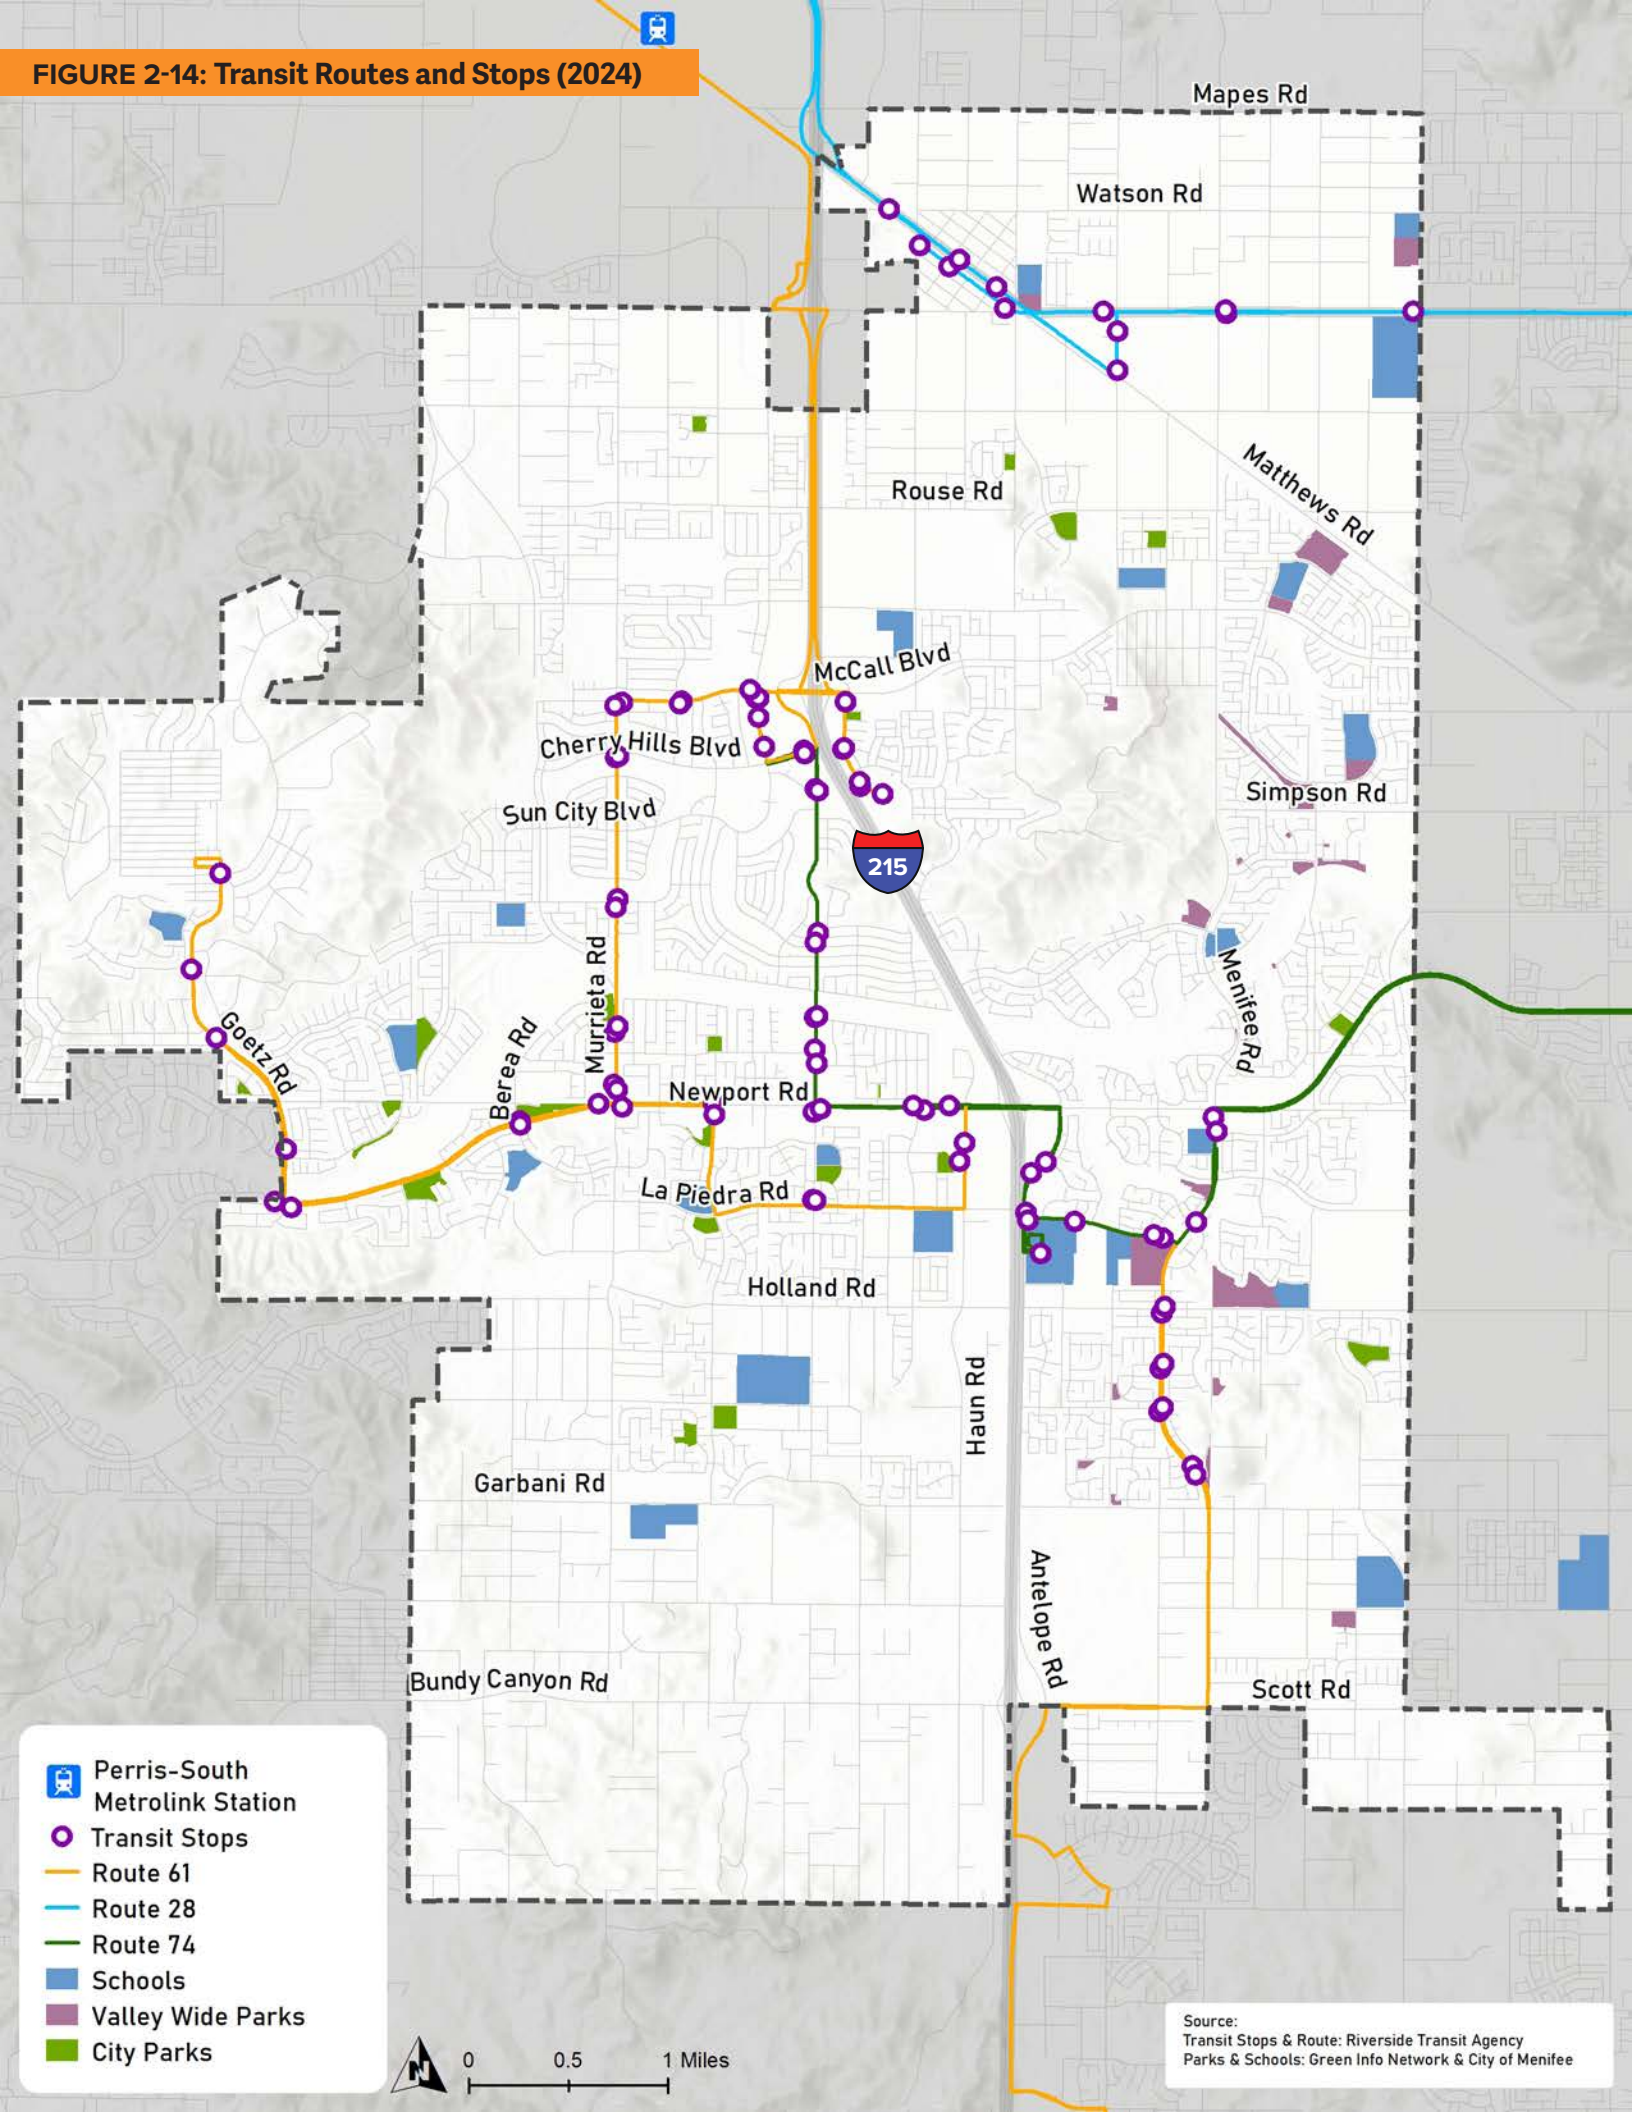 FIGURE 2-14: Transit Routes and Stops (2024)
Mapes Rd
Watson Rd
Matthews Rd
Rouse Rd
McCall Blvd
Cherry Hills Blvd
Simpson Rd
Sun City Blvd
215
Murrieta Rd
Menifee Rd
Goetz Rd
Berea Rd
Newport Rd
La Piedra Rd
Holland Rd
Haun Rd
Garbani Rd
Antelope Rd
Bundy Canyon Rd
Scott Rd
Perris-South
Metrolink Station
Transit Stops
Route 61
Route 28
Route 74
Schools
Valley Wide Parks
City Parks
N
0 0.5 1 Miles
Source:
Transit Stops & Route: Riverside Transit Agency
Parks & Schools: Green Info Network & City of Menifee